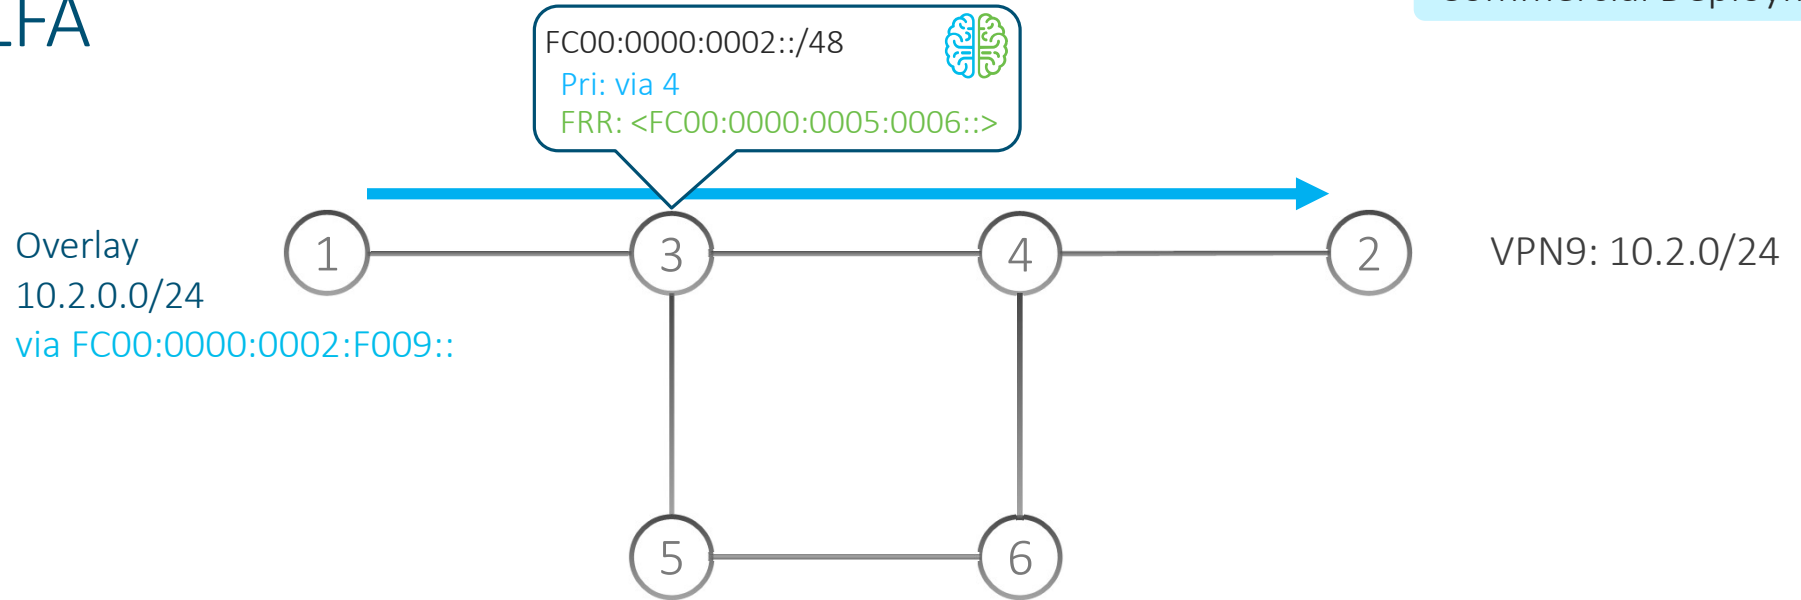 LFA
FC00:0000:0002::/48
Pri: via 4
FRR: <FC00:0000:0005:0006::>
1
3
4
2
Overlay
10.2.0.0/24
via FC00:0000:0002:F009::
VPN9: 10.2.0/24
5
6